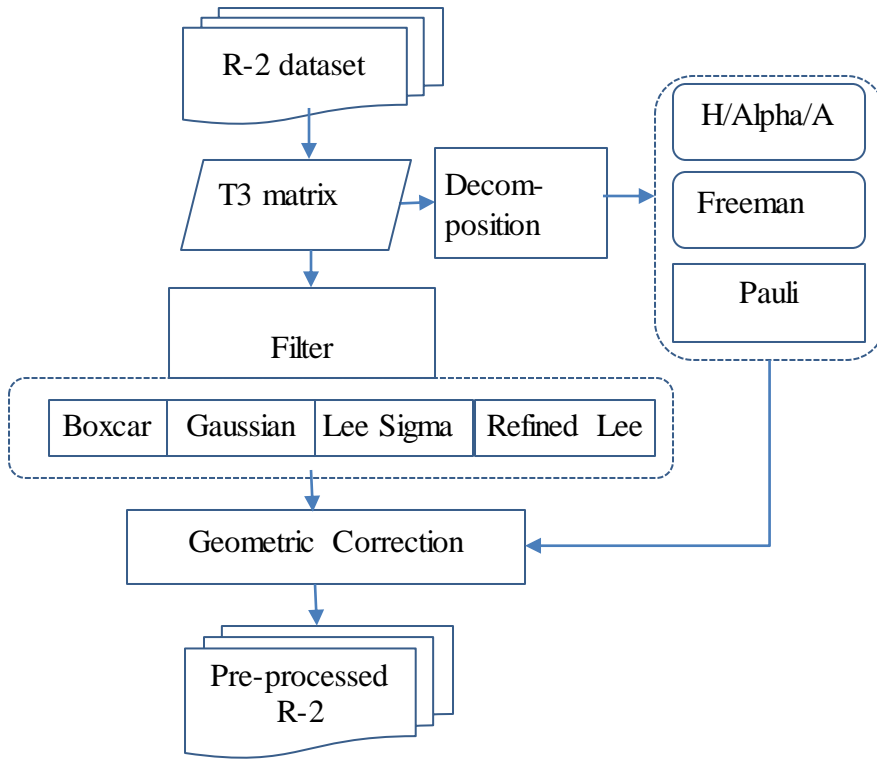 R-2 dataset
T3 matrix
Decom-
position
H/Alpha/A
Freeman
Pauli
Filter
Boxcar
Gaussian
Lee Sigma
Refined Lee
Geometric Correction
Pre-processed
R-2